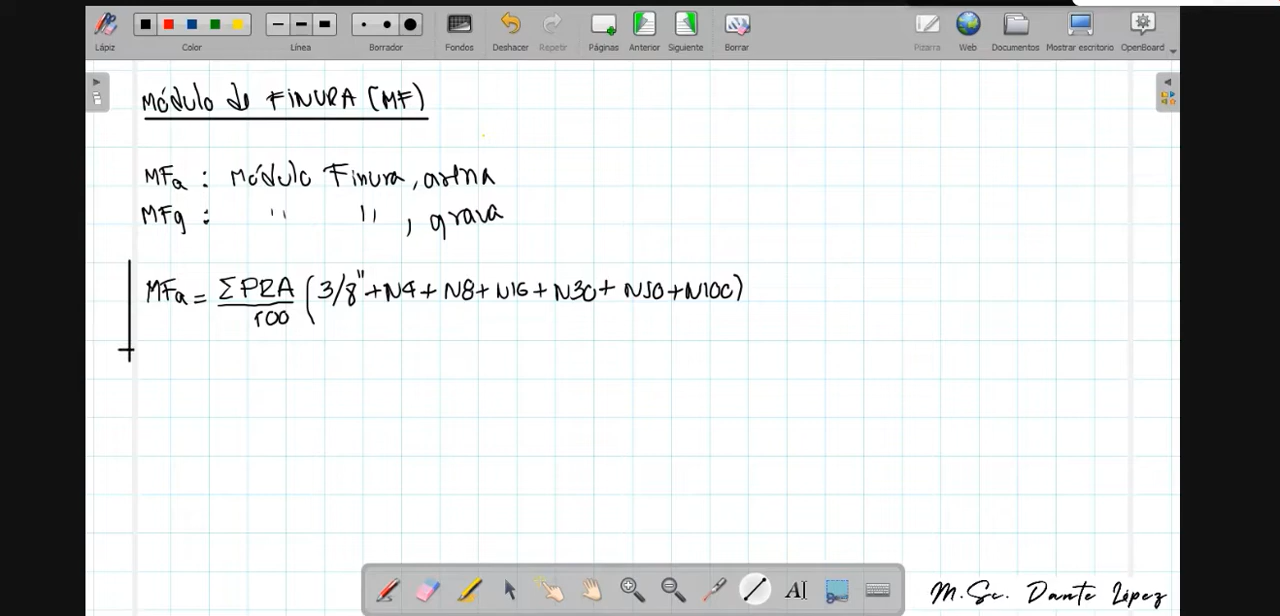 Lápiz Color Línea Borrador Fondos Deshacer Repetir Páginas Anterior Siguiente Borrar Pizarra Web Documentos Mostrar escritorio OpenBoard
Módulo de FINURA (MF)
MFa : Módulo Finura, arena
MFg : " " , grava
MFa = ΣPRA/100 (3/8"+N4+N8+N16+N30+N50+N100)
AI
M.Sc. Dante López